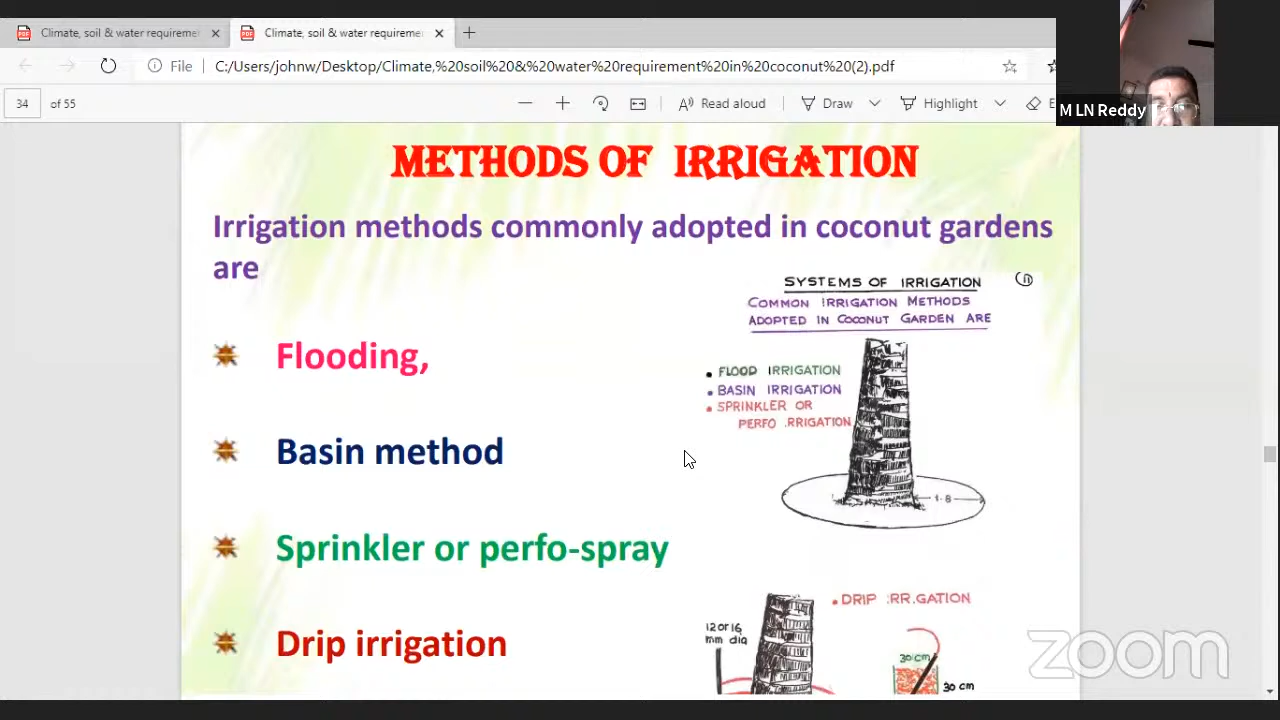 Climate, soil & water requireme
Climate, soil & water requireme
File
C:/Users/johnw/Desktop/Climate,%20soil%20&%20water%20requirement%20in%20coconut%20(2).pdf
34 of 55
Read aloud
Draw
Highlight
E
M LN Reddy
METHODS OF IRRIGATION
Irrigation methods commonly adopted in coconut gardens
are
SYSTEMS OF IRRIGATION
COMMON IRRIGATION METHODS
ADOPTED IN COCONUT GARDEN ARE
Flooding,
• FLOOD IRRIGATION
• BASIN IRRIGATION
• SPRINKLER OR
PERFO .RRIGATION
Basin method
1.8
Sprinkler or perfo-spray
• DRIP :RR.GATION
12 OR 16
mm dia
30 cm
30 cm
Drip irrigation
zoom